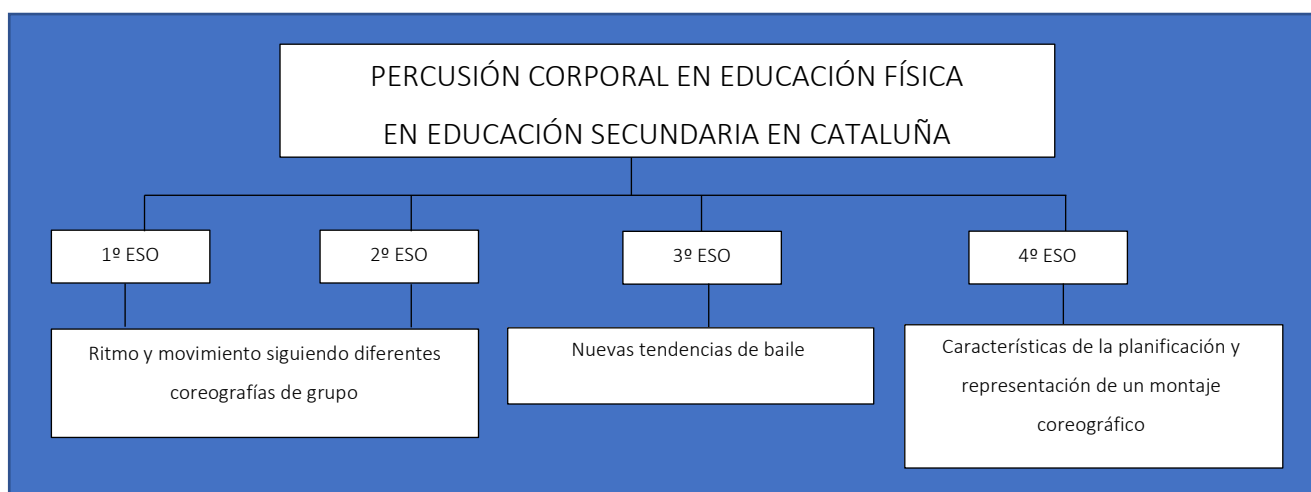 PERCUSIÓN CORPORAL EN EDUCACIÓN FÍSICA
EN EDUCACIÓN SECUNDARIA EN CATALUÑA
1º ESO
2º ESO
3º ESO
4º ESO
Ritmo y movimiento siguiendo diferentes
coreografías de grupo
Nuevas tendencias de baile
Características de la planificación y
representación de un montaje
coreográfico